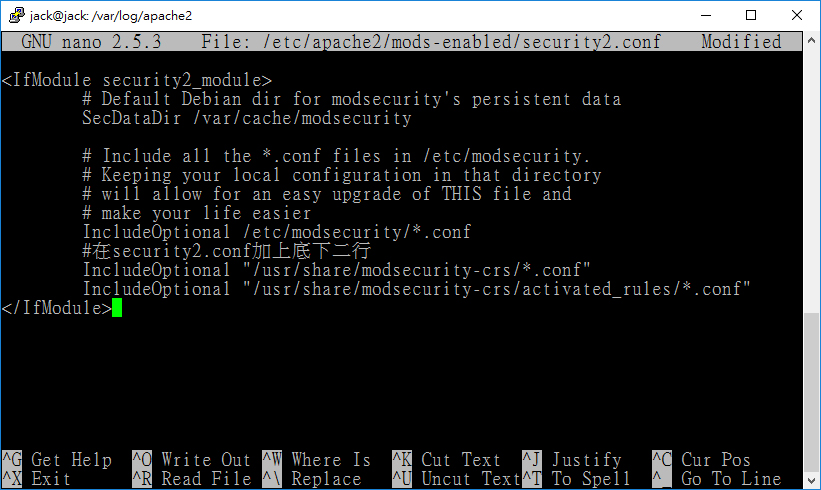 jack@jack: /var/log/apache2
GNU nano 2.5.3 File: /etc/apache2/mods-enabled/security2.conf Modified
<IfModule security2_module>
# Default Debian dir for modsecurity's persistent data
SecDataDir /var/cache/modsecurity
# Include all the *.conf files in /etc/modsecurity.
# Keeping your local configuration in that directory
# will allow for an easy upgrade of THIS file and
# make your life easier
IncludeOptional /etc/modsecurity/*.conf
#在security2.conf加上底下二行
IncludeOptional "/usr/share/modsecurity-crs/*.conf"
IncludeOptional "/usr/share/modsecurity-crs/activated_rules/*.conf"
</IfModule>
^G Get Help ^O Write Out ^W Where Is ^K Cut Text ^J Justify ^C Cur Pos
^X Exit ^R Read File ^\ Replace ^U Uncut Text ^T To Spell ^_ Go To Line